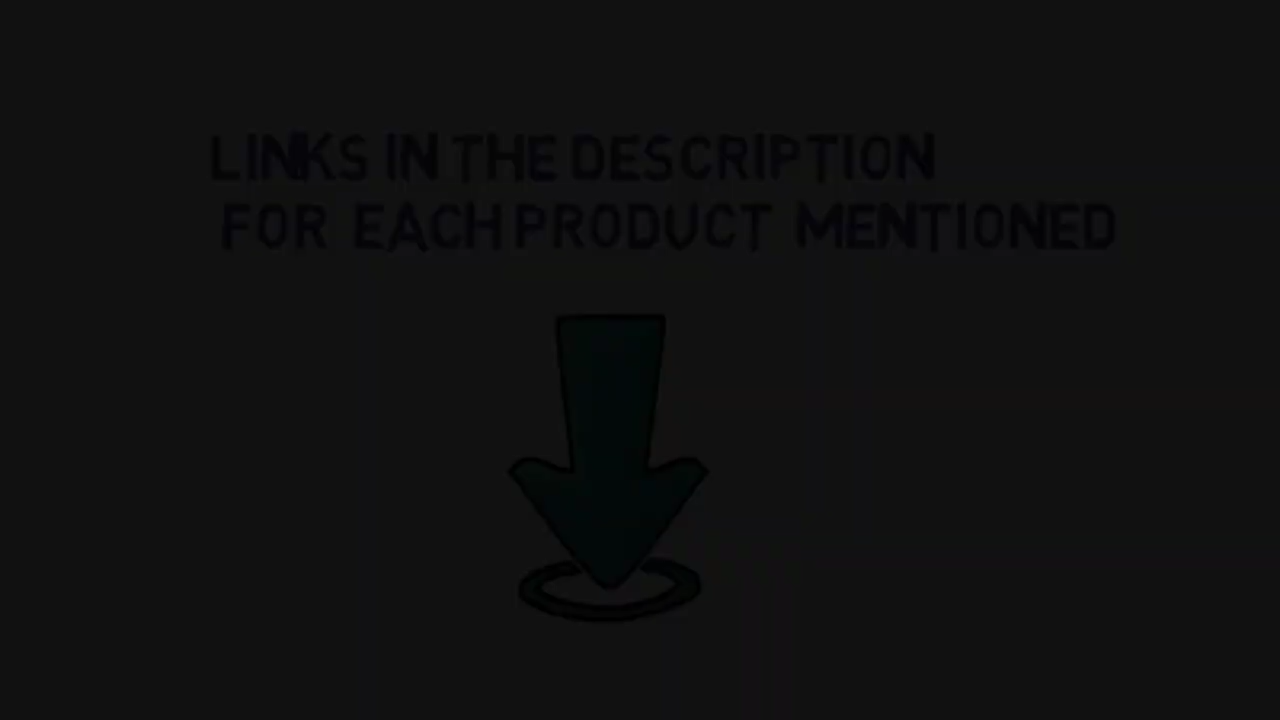 LINKS IN THE DESCRIPTION
FOR EACH PRODUCT MENTIONED